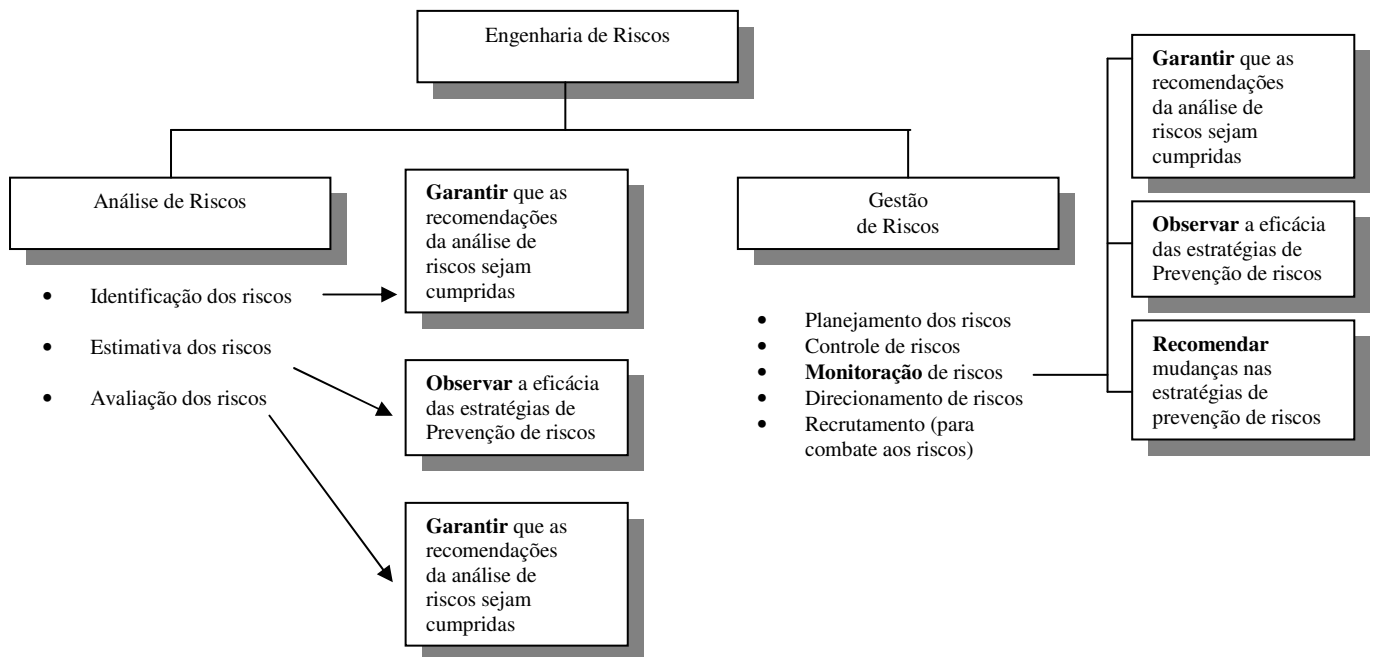 Engenharia de Riscos
Análise de Riscos
• Identificação dos riscos
• Estimativa dos riscos
• Avaliação dos riscos
Garantir que as
recomendações
da análise de
riscos sejam
cumpridas
Observar a eficácia
das estratégias de
Prevenção de riscos
Garantir que as
recomendações
da análise de
riscos sejam
cumpridas
Gestão
de Riscos
• Planejamento dos riscos
• Controle de riscos
• Monitoração de riscos
• Direcionamento de riscos
• Recrutamento (para
combate aos riscos)
Garantir que as
recomendações
da análise de
riscos sejam
cumpridas
Observar a eficácia
das estratégias de
Prevenção de riscos
Recomendar
mudanças nas
estratégias de
prevenção de riscos